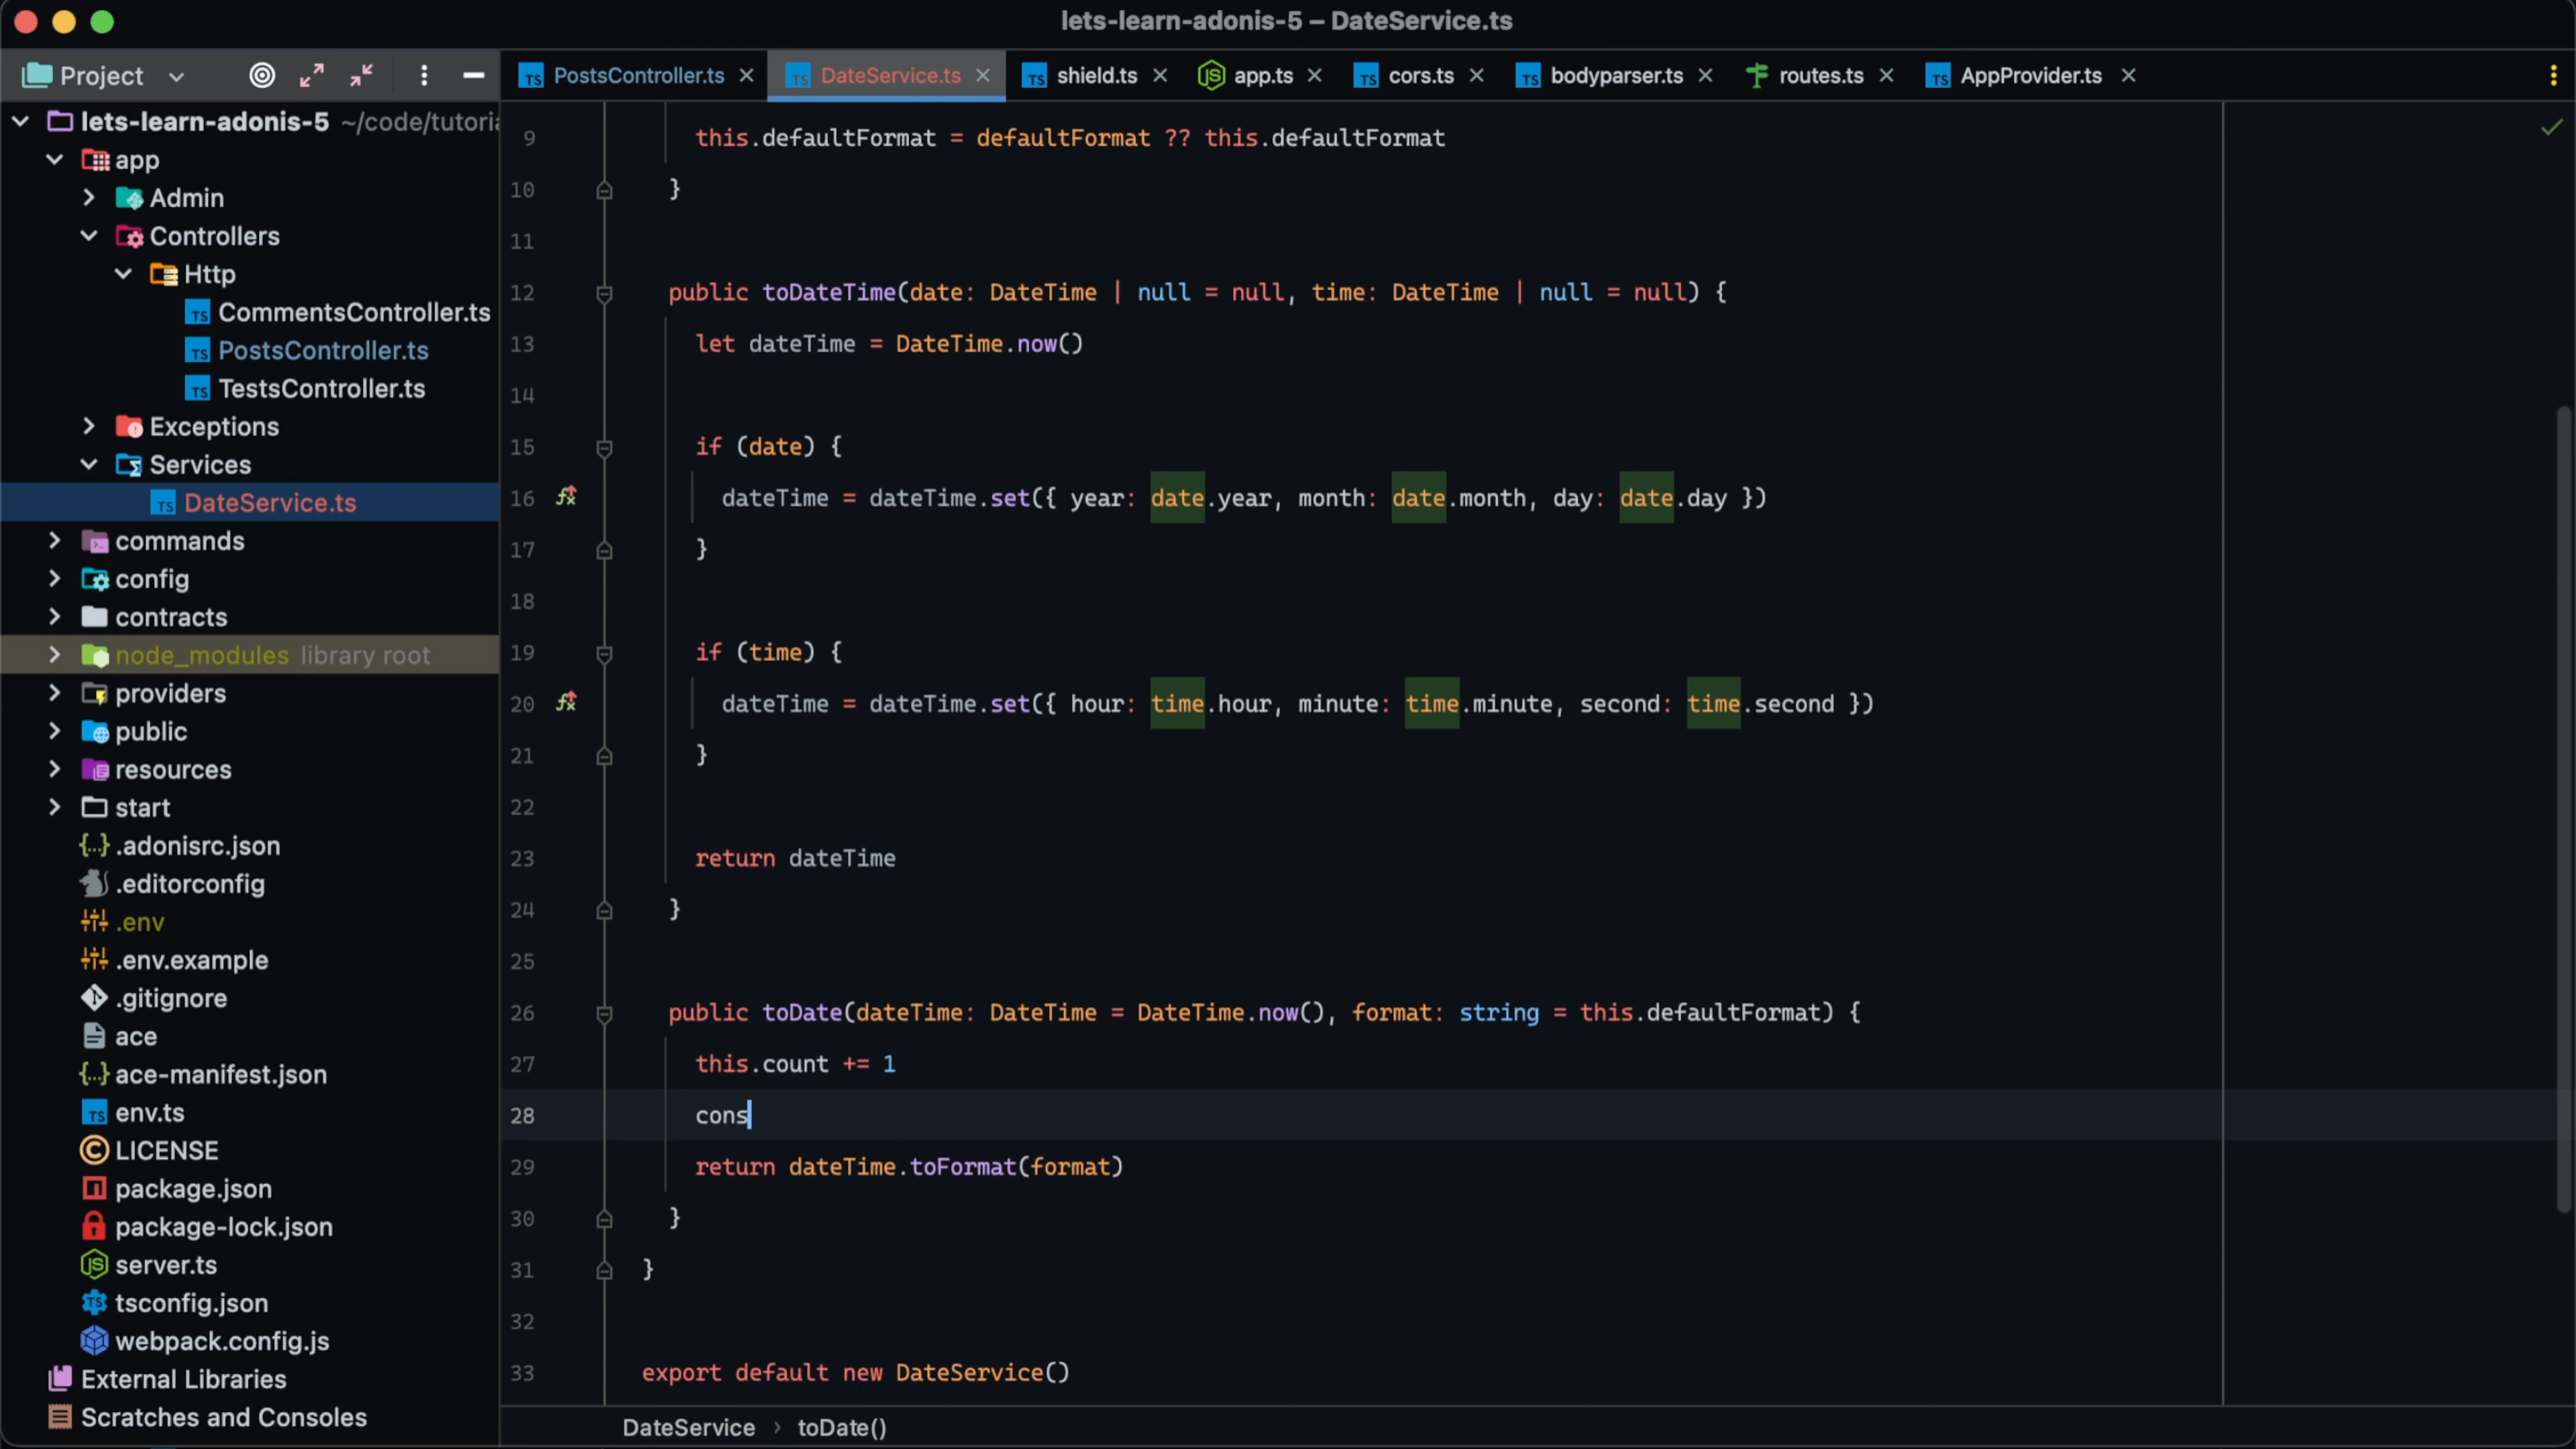 lets-learn-adonis-5 – DateService.ts
Project
PostsController.ts
DateService.ts
shield.ts
app.ts
cors.ts
bodyparser.ts
routes.ts
AppProvider.ts
lets-learn-adonis-5 ~/code/tutoria
app
Admin
Controllers
Http
CommentsController.ts
PostsController.ts
TestsController.ts
Exceptions
Services
DateService.ts
commands
config
contracts
node_modules library root
providers
public
resources
start
.adonisrc.json
.editorconfig
.env
.env.example
.gitignore
ace
ace-manifest.json
env.ts
LICENSE
package.json
package-lock.json
server.ts
tsconfig.json
webpack.config.js
External Libraries
Scratches and Consoles
9 this.defaultFormat = defaultFormat ?? this.defaultFormat
10 }
11
12 public toDateTime(date: DateTime | null = null, time: DateTime | null = null) {
13 let dateTime = DateTime.now()
14
15 if (date) {
16 dateTime = dateTime.set({ year: date.year, month: date.month, day: date.day })
17 }
18
19 if (time) {
20 dateTime = dateTime.set({ hour: time.hour, minute: time.minute, second: time.second })
21 }
22
23 return dateTime
24 }
25
26 public toDate(dateTime: DateTime = DateTime.now(), format: string = this.defaultFormat) {
27 this.count += 1
28 cons
29 return dateTime.toFormat(format)
30 }
31 }
32
33 export default new DateService()
DateService › toDate()